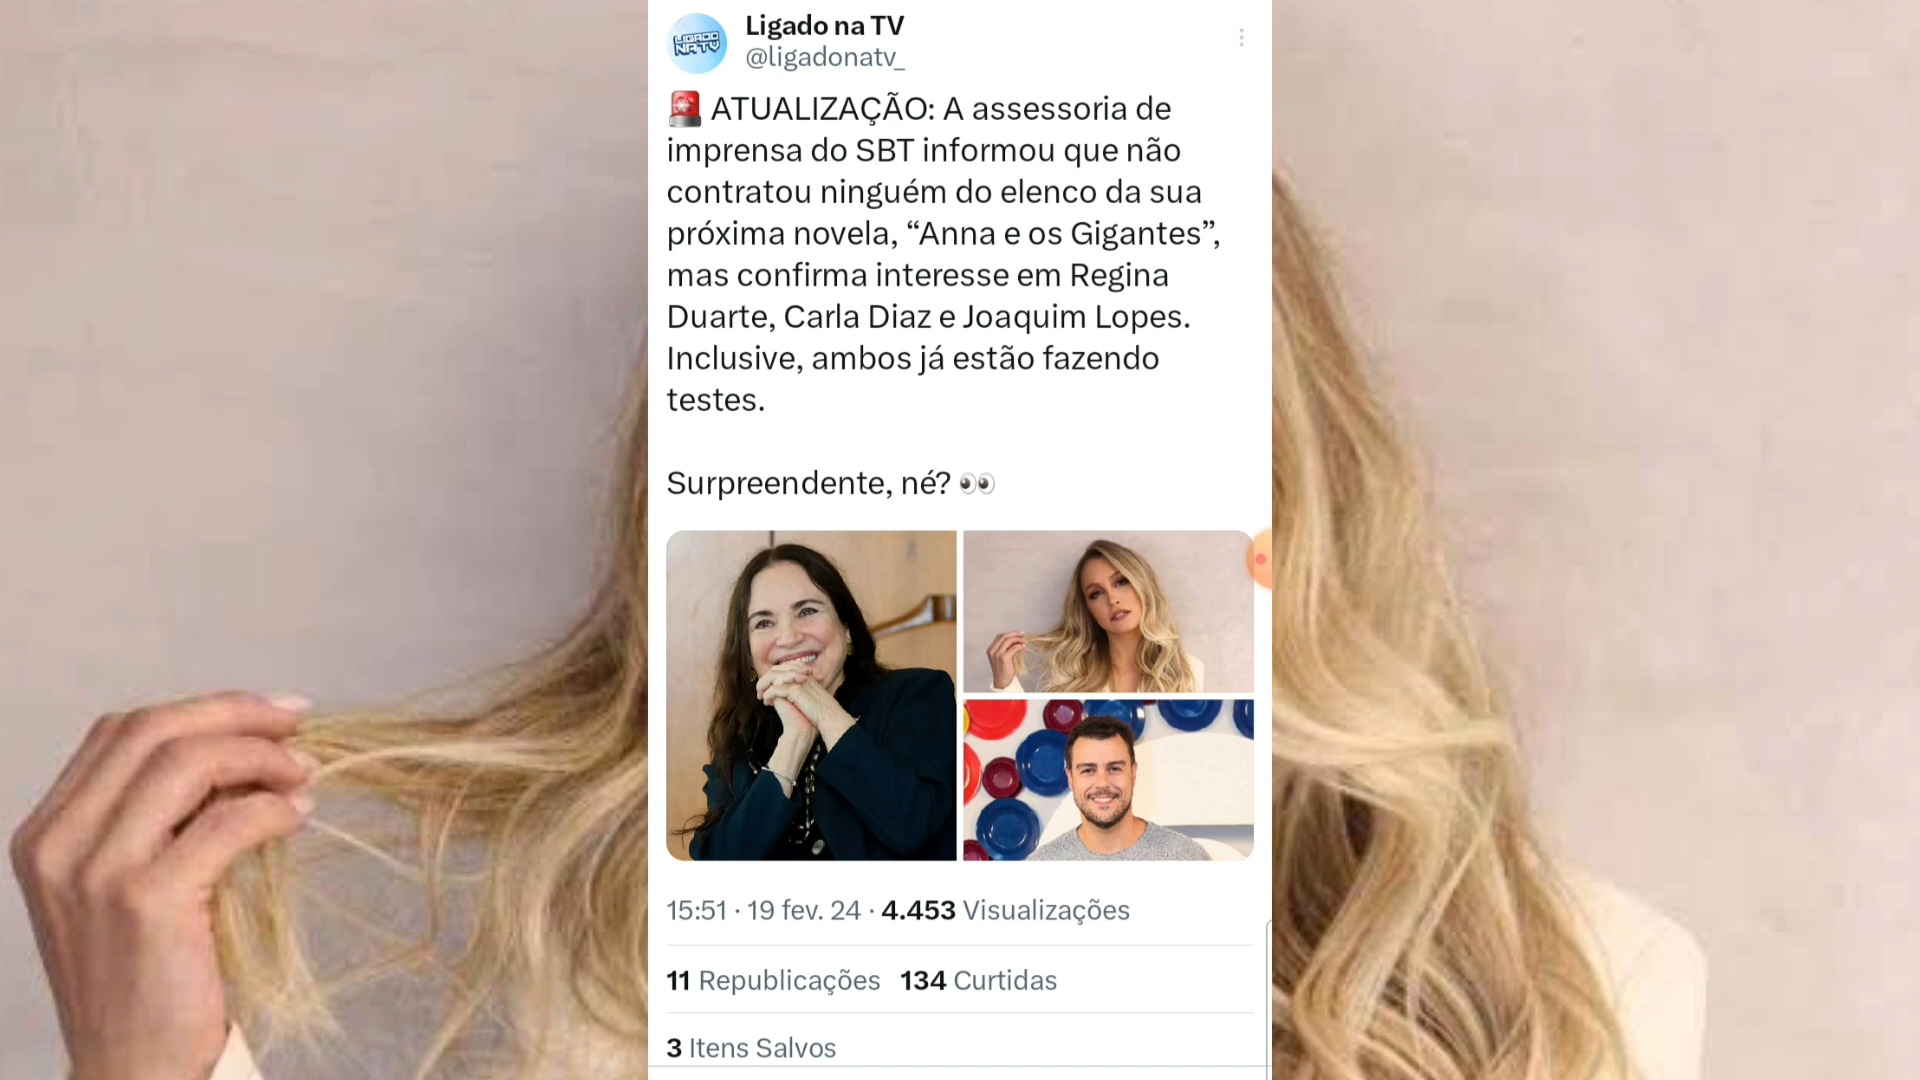 LIGADO
NA TV
Ligado na TV
@ligadonatv_
🚨 ATUALIZAÇÃO: A assessoria de
imprensa do SBT informou que não
contratou ninguém do elenco da sua
próxima novela, “Anna e os Gigantes”,
mas confirma interesse em Regina
Duarte, Carla Diaz e Joaquim Lopes.
Inclusive, ambos já estão fazendo
testes.
Surpreendente, né? 👀
15:51 · 19 fev. 24 · 4.453 Visualizações
11 Republicações 134 Curtidas
3 Itens Salvos